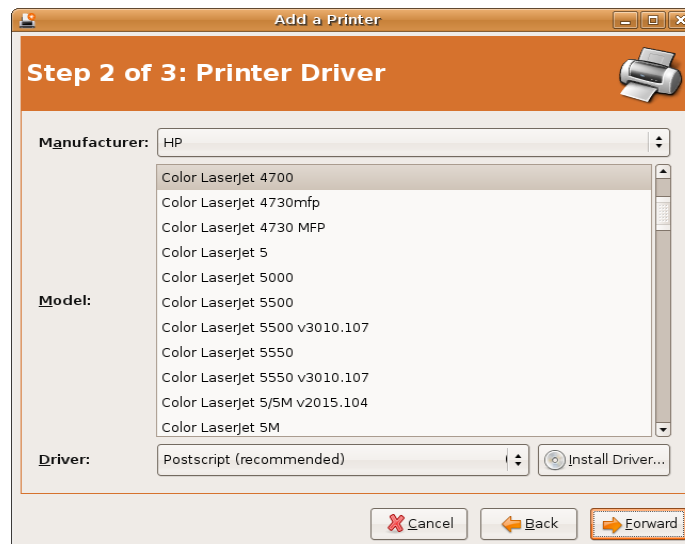 Add a Printer
Step 2 of 3: Printer Driver
Manufacturer: HP
Color LaserJet 4700
Color LaserJet 4730mfp
Color LaserJet 4730 MFP
Color LaserJet 5
Color LaserJet 5000
Model:
Color LaserJet 5500
Color LaserJet 5500 v3010.107
Color LaserJet 5550
Color LaserJet 5550 v3010.107
Color LaserJet 5/5M v2015.104
Color LaserJet 5M
Driver: Postscript (recommended) Install Driver...
Cancel Back Forward